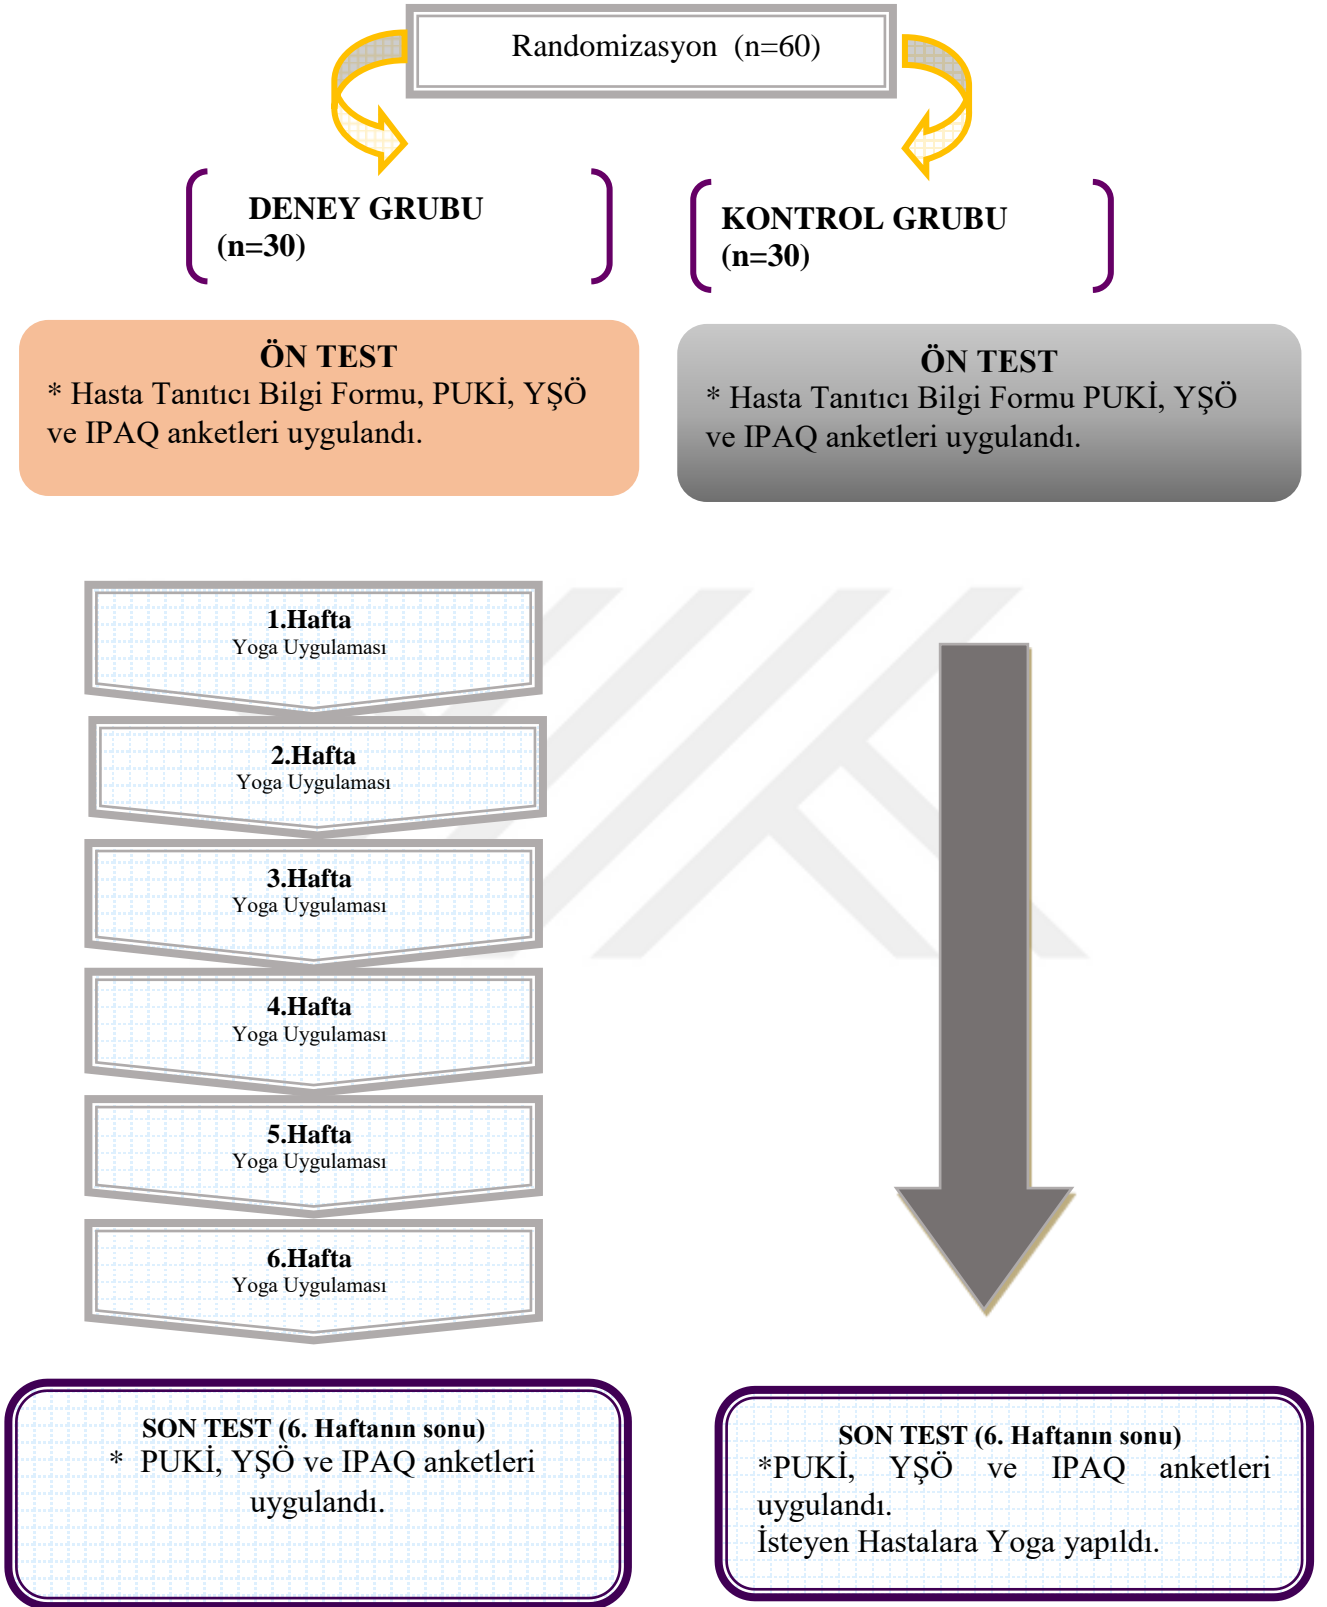 Randomizasyon (n=60)
DENEY GRUBU
(n=30)
KONTROL GRUBU
(n=30)
ÖN TEST
* Hasta Tanıtıcı Bilgi Formu, PUKİ, YŞÖ
ve IPAQ anketleri uygulandı.
ÖN TEST
* Hasta Tanıtıcı Bilgi Formu PUKİ, YŞÖ
ve IPAQ anketleri uygulandı.
1.Hafta
Yoga Uygulaması
2.Hafta
Yoga Uygulaması
3.Hafta
Yoga Uygulaması
4.Hafta
Yoga Uygulaması
5.Hafta
Yoga Uygulaması
6.Hafta
Yoga Uygulaması
SON TEST (6. Haftanın sonu)
* PUKİ, YŞÖ ve IPAQ anketleri
uygulandı.
SON TEST (6. Haftanın sonu)
*PUKİ, YŞÖ ve IPAQ anketleri
uygulandı.
İsteyen Hastalara Yoga yapıldı.